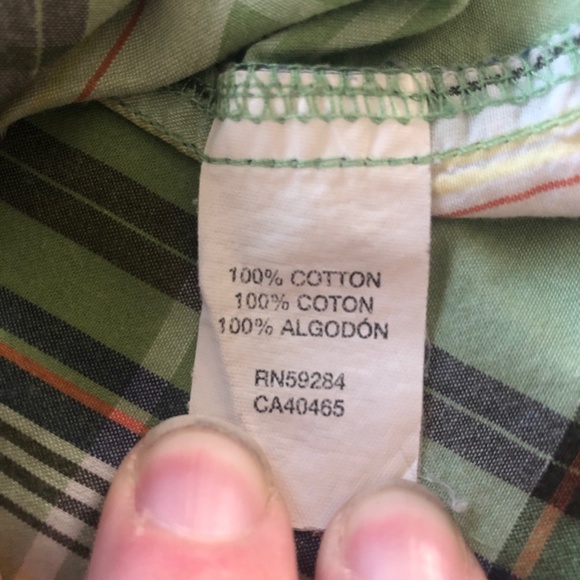 100% COTTON
100% COTON
100% ALGODÓN
RN59284
CA40465